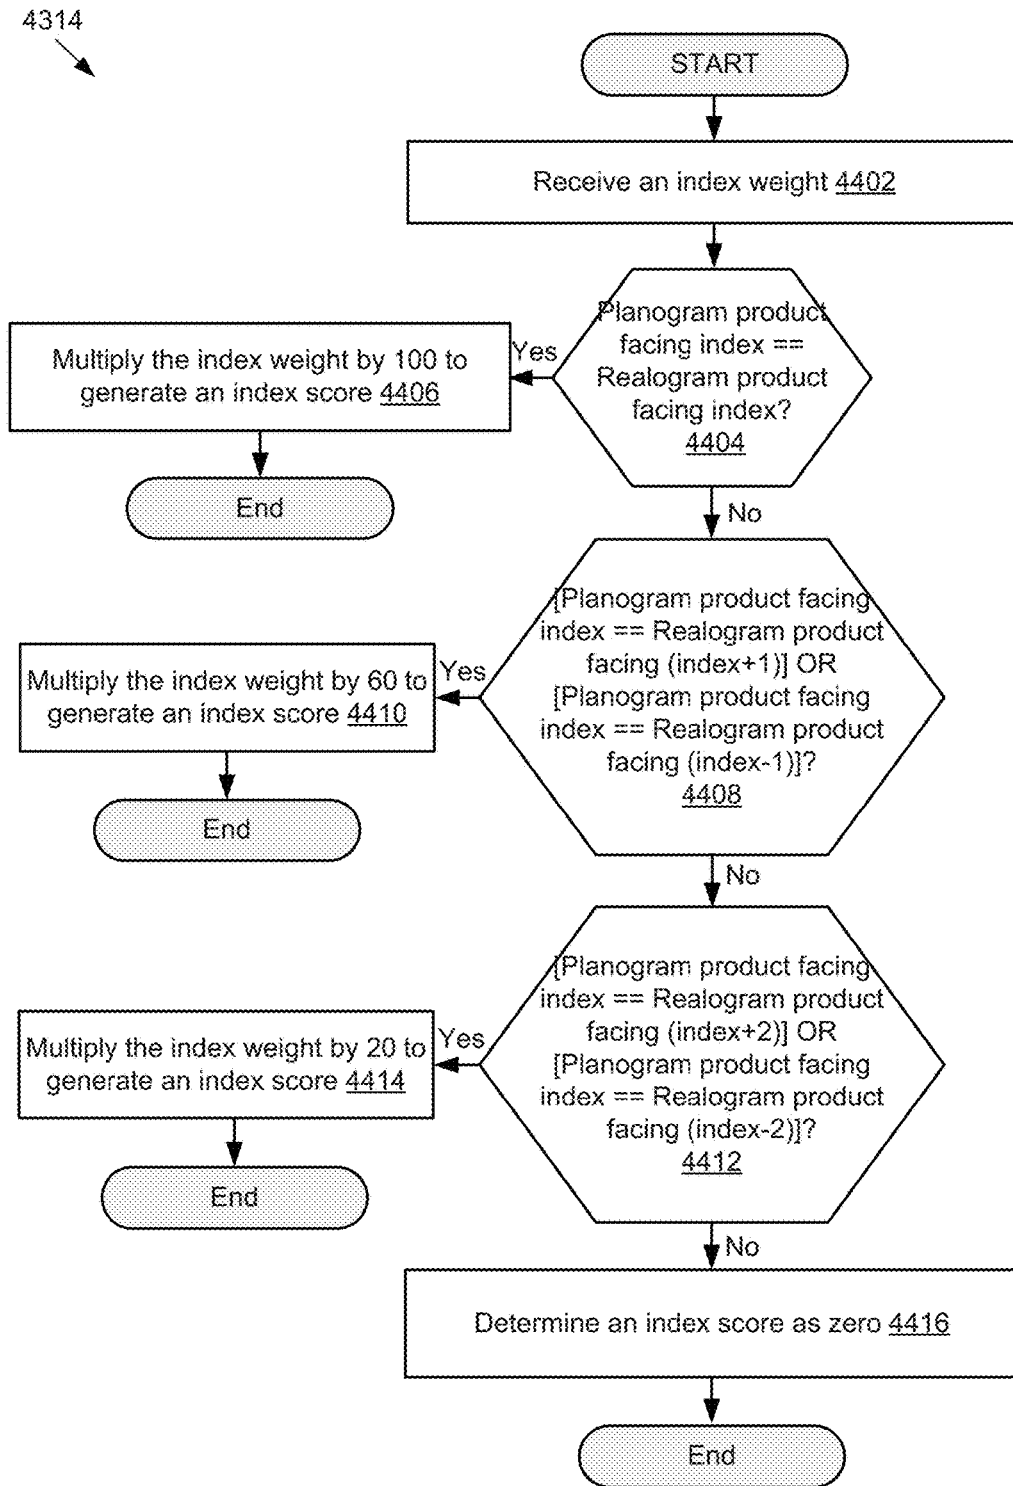 4314
START
Receive an index weight 4402
Planogram product
facing index ==
Realogram product
facing index?
4404
Yes
Multiply the index weight by 100 to
generate an index score 4406
End
No
[Planogram product facing
index == Realogram product
facing (index+1)] OR
[Planogram product facing
index == Realogram product
facing (index-1)]?
4408
Yes
Multiply the index weight by 60 to
generate an index score 4410
End
No
[Planogram product facing
index == Realogram product
facing (index+2)] OR
[Planogram product facing
index == Realogram product
facing (index-2)]?
4412
Yes
Multiply the index weight by 20 to
generate an index score 4414
End
No
Determine an index score as zero 4416
End